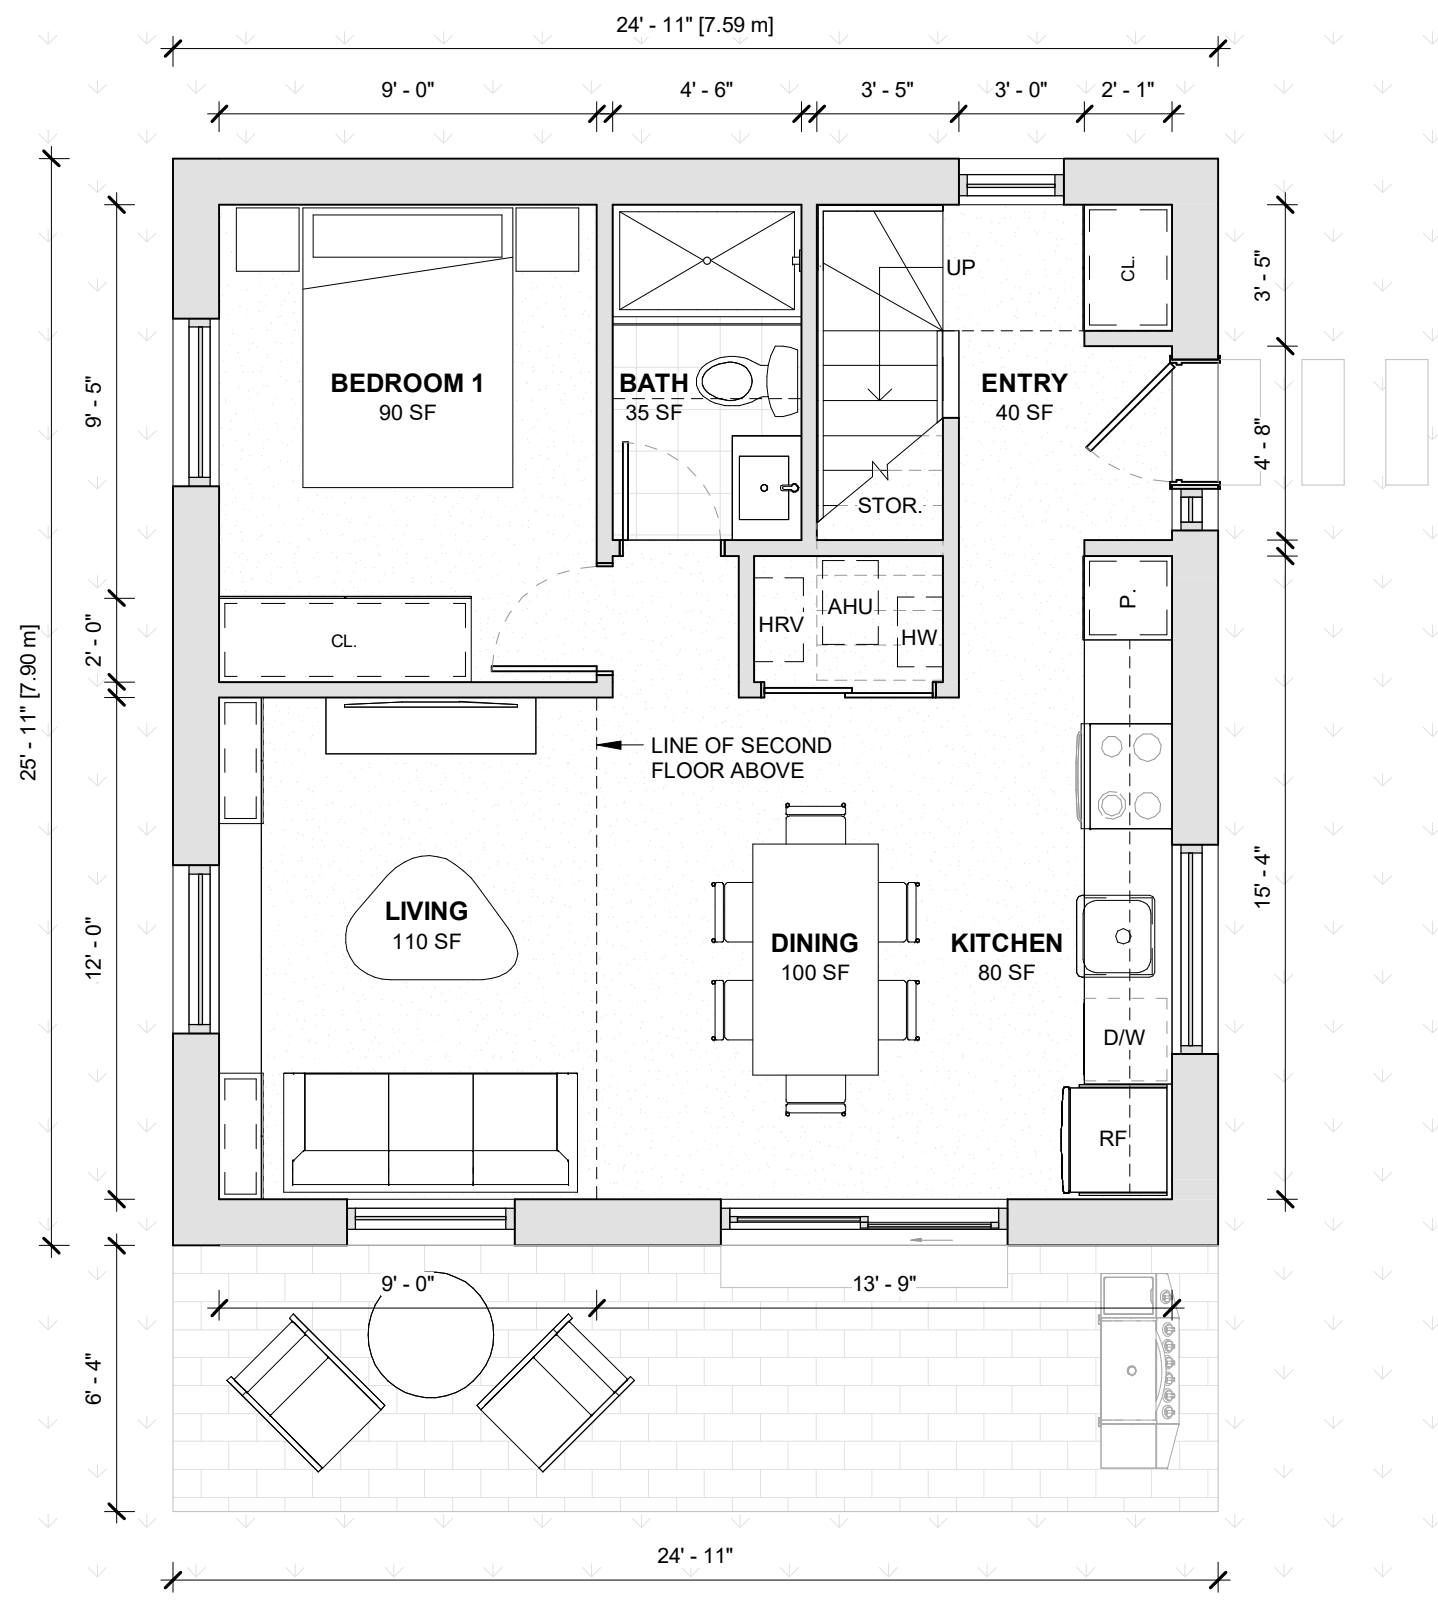 24' - 11" [7.59 m]
9' - 0"
4' - 6"
3' - 5"
3' - 0"
2' - 1"
25' - 11" [7.90 m]
9' - 5"
2' - 0"
12' - 0"
6' - 4"
3' - 5"
4' - 8"
15' - 4"
UP
CL.
BEDROOM 1
90 SF
BATH
35 SF
ENTRY
40 SF
STOR.
CL.
HRV
AHU
HW
P.
LINE OF SECOND
FLOOR ABOVE
LIVING
110 SF
DINING
100 SF
KITCHEN
80 SF
D/W
RF
9' - 0"
13' - 9"
24' - 11"